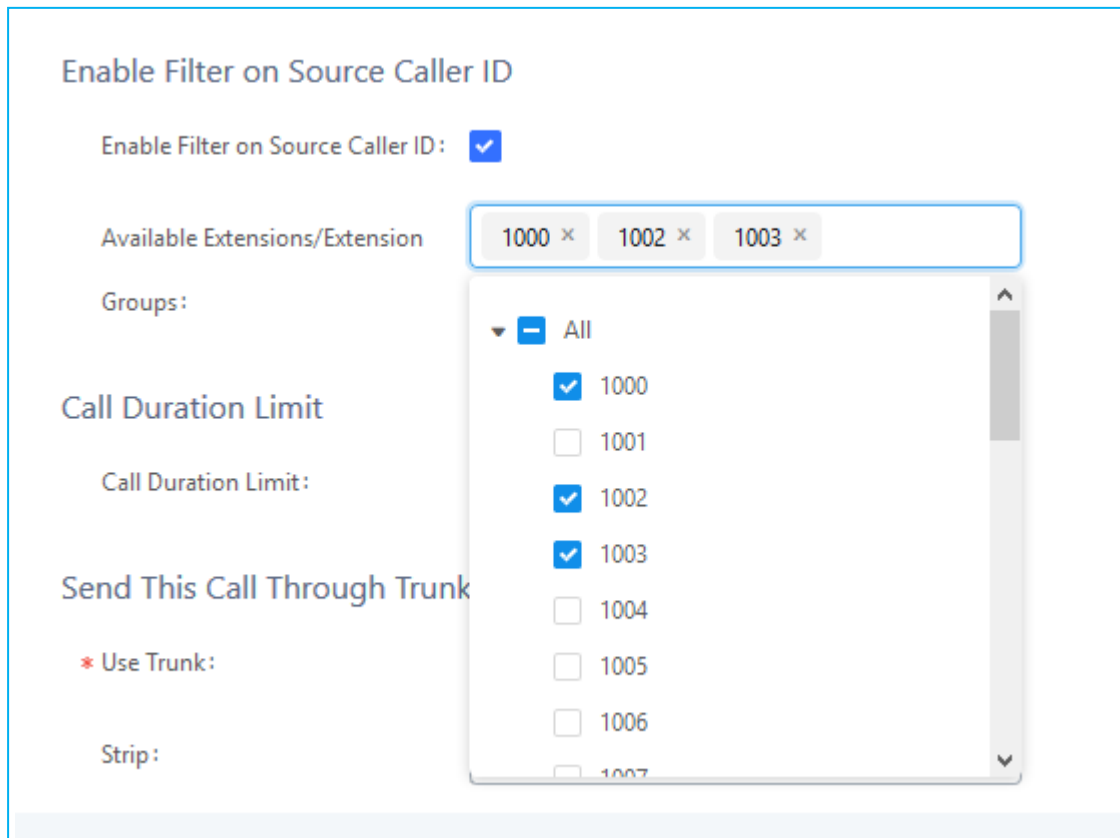 Enable Filter on Source Caller ID
Enable Filter on Source Caller ID:
Available Extensions/Extension
Groups:
1000 × 1002 × 1003 ×
All
1000
1001
1002
1003
1004
1005
1006
1007
Call Duration Limit
Call Duration Limit:
Send This Call Through Trunk
* Use Trunk:
Strip: